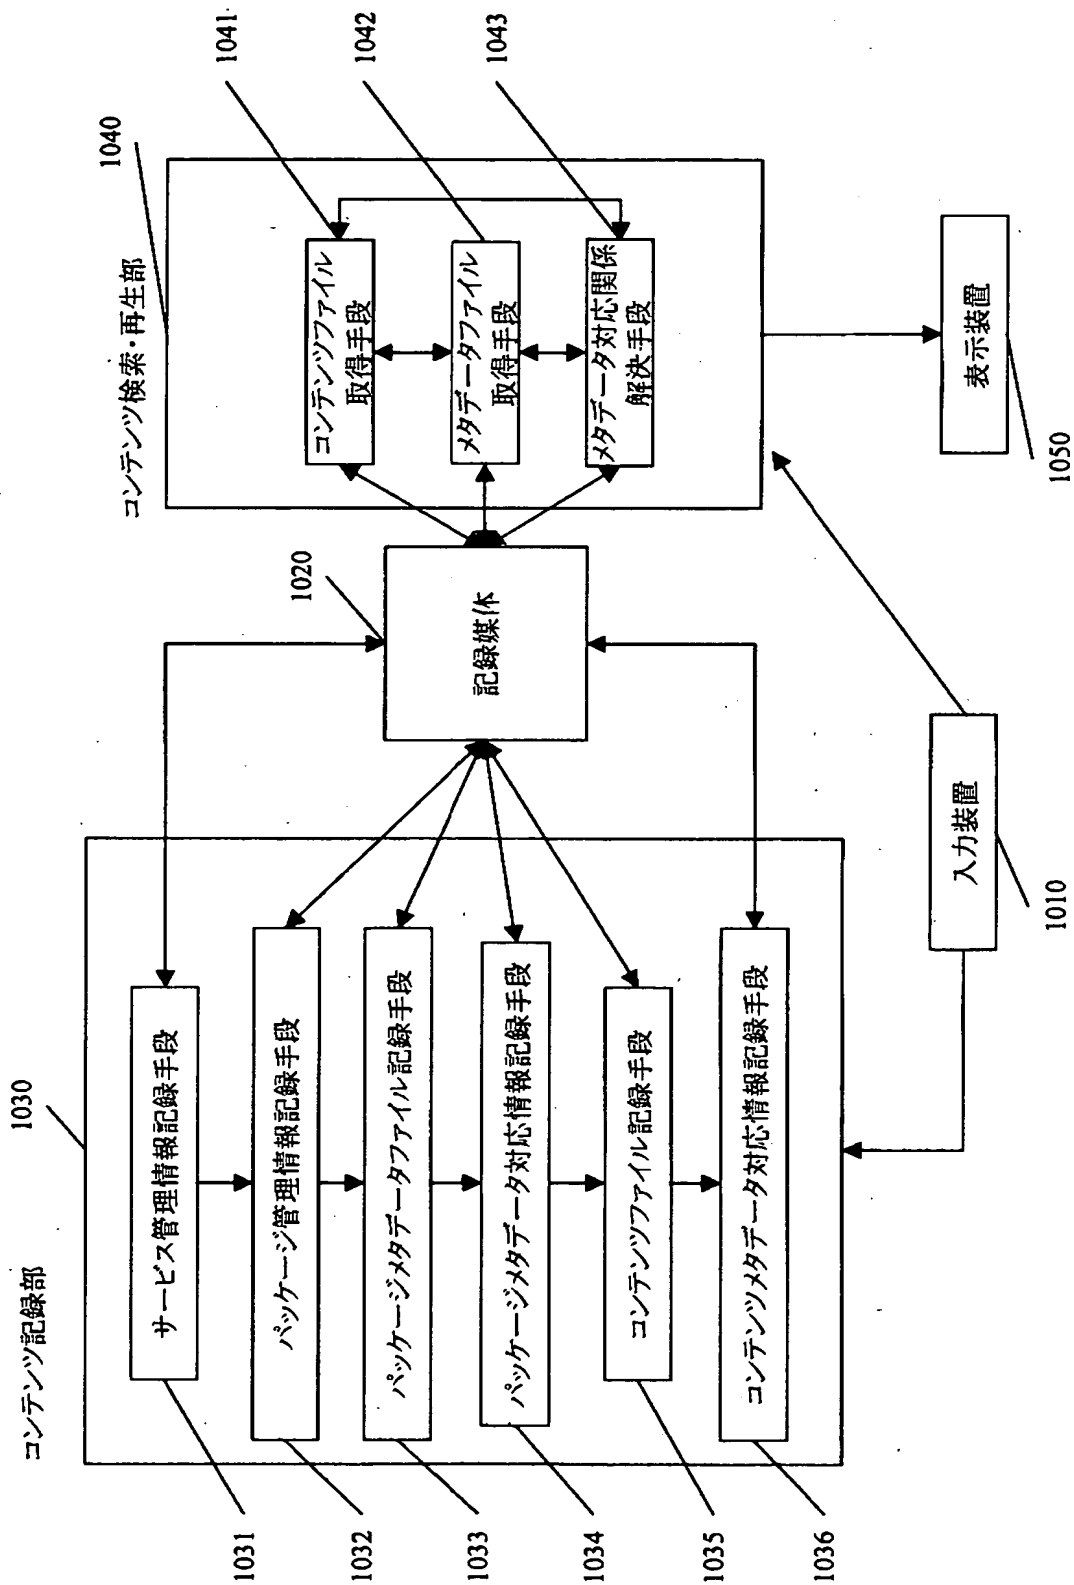 コンテンツ記録部
1030
サービス管理情報記録手段
1031
パッケージ管理情報記録手段
1032
パッケージメタデータファイル記録手段
1033
パッケージメタデータ対応情報記録手段
1034
コンテンツファイル記録手段
1035
コンテンツメタデータ対応情報記録手段
1036
記録媒体
1020
コンテンツ検索・再生部
1040
コンテンツファイル
取得手段
1041
メタデータファイル
取得手段
1042
メタデータ対応関係
解決手段
1043
入力装置
1010
表示装置
1050